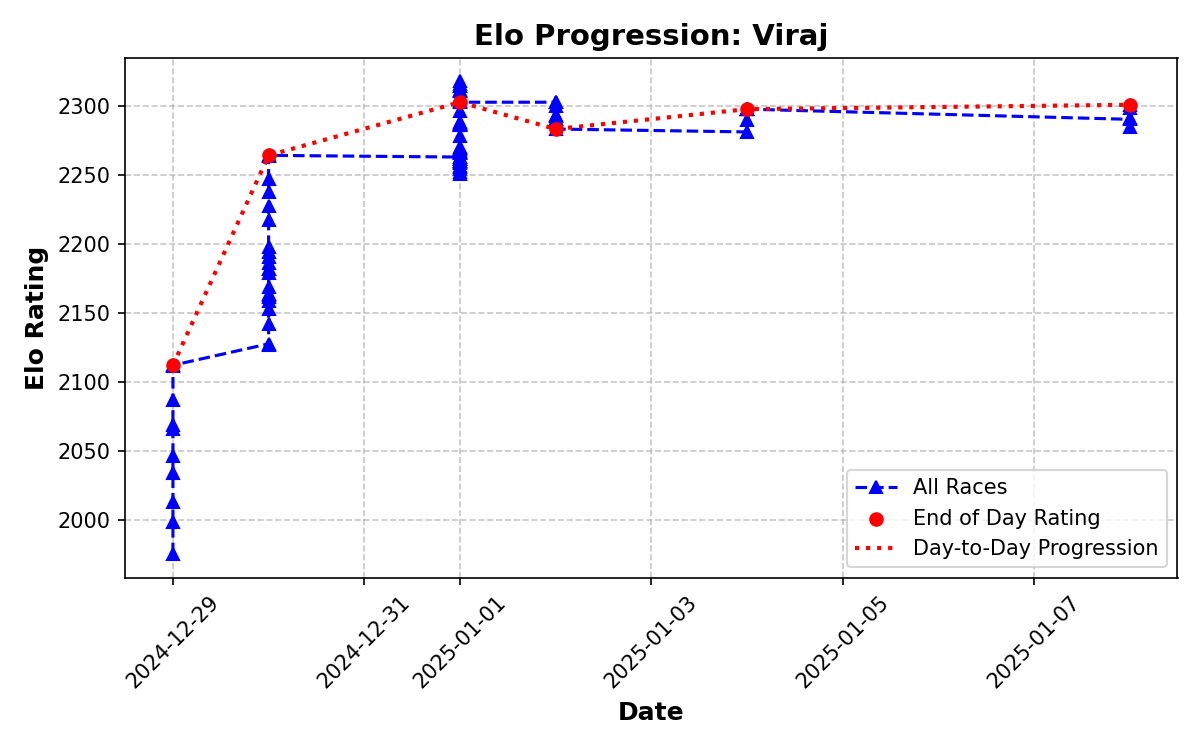 Elo Progression: Viraj
Elo Rating
2300
2250
2200
2150
2100
2050
2000
All Races
End of Day Rating
Day-to-Day Progression
2024-12-29
2024-12-31
2025-01-01
2025-01-03
2025-01-05
2025-01-07
Date